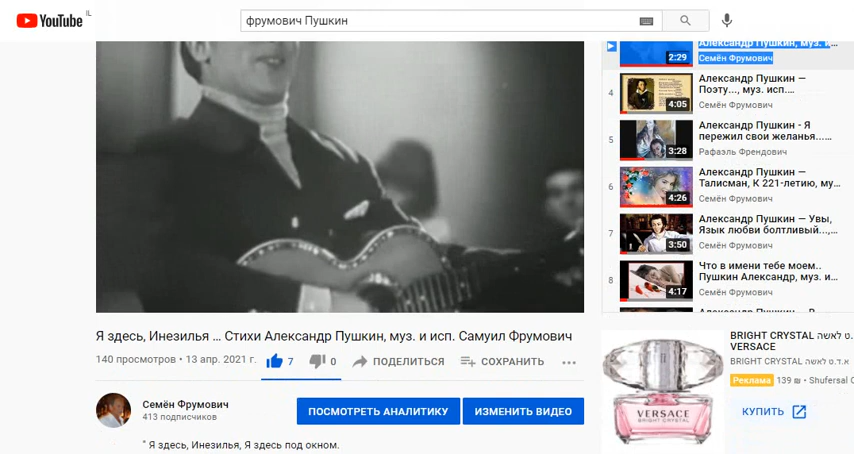 YouTube IL
фрумович Пушкин
Александр Пушкин, муз. и...
2:29
Семён Фрумович
4
4:05
Александр Пушкин —
Поэту..., муз. исп....
Семён Фрумович
5
3:28
Александр Пушкин - Я
пережил свои желанья.....
Рафаэль Френдович
6
4:26
Александр Пушкин —
Талисман, К 221-летию, му...
Семён Фрумович
7
3:50
Александр Пушкин — Увы,
Язык любви болтливый...,...
Семён Фрумович
8
4:17
Что в имени тебе моем..
Пушкин Александр, муз. и...
Семён Фрумович
Я здесь, Инезилья ... Стихи Александр Пушкин, муз. и исп. Самуил Фрумович
140 просмотров • 13 апр. 2021 г.
7
0
ПОДЕЛИТЬСЯ
СОХРАНИТЬ
Семён Фрумович
413 подписчиков
ПОСМОТРЕТЬ АНАЛИТИКУ
ИЗМЕНИТЬ ВИДЕО
" Я здесь, Инезилья, Я здесь под окном.
VERSACE
BRIGHT CRYSTAL
BRIGHT CRYSTAL א.ד.ט לאשה
VERSACE
BRIGHT CRYSTAL א.ד.ט לאשה
Реклама 139 ₪ • Shufersal
КУПИТЬ